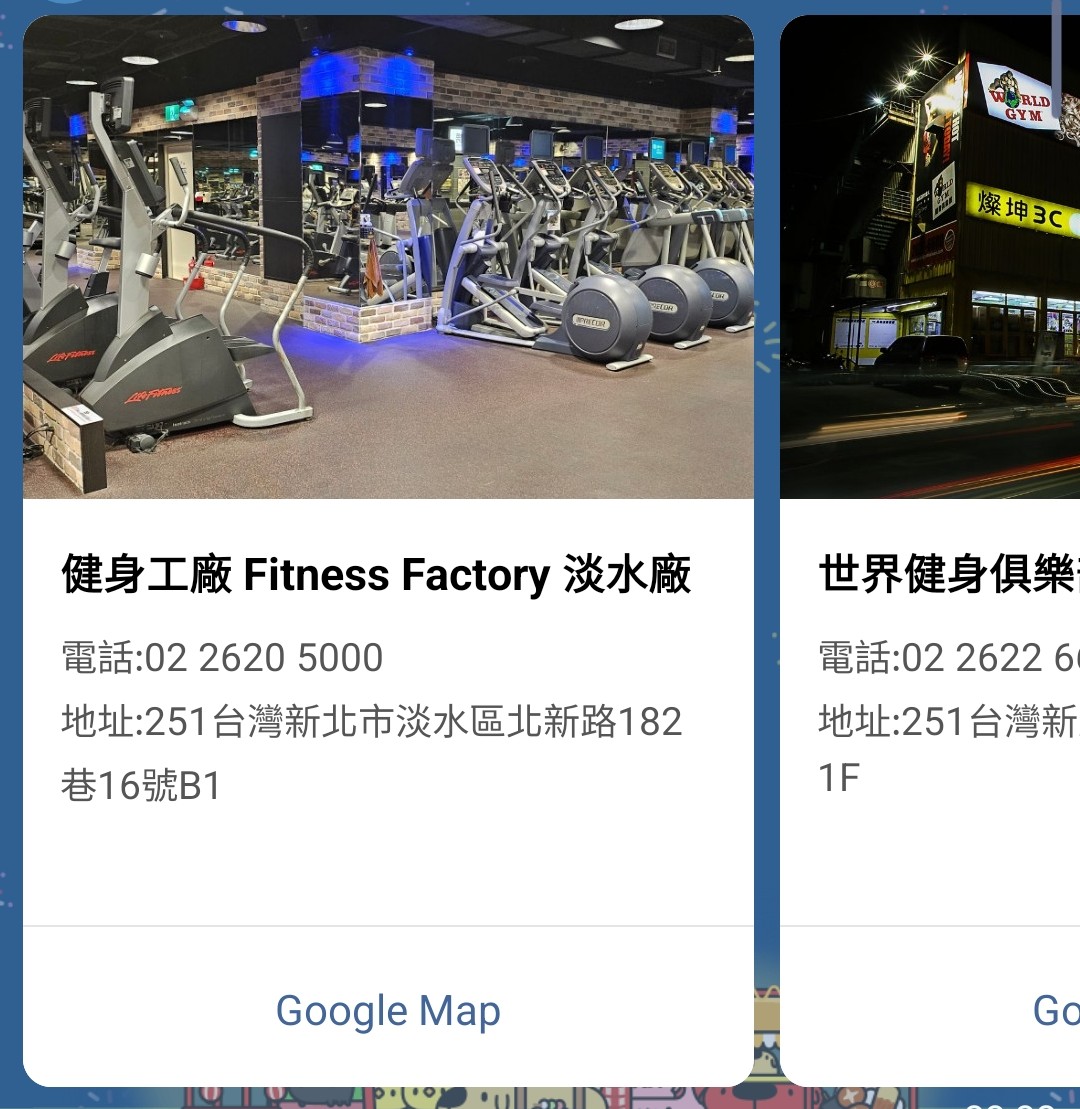 WORLD
GYM
燦坤3C
LifeFitness
LifeFitness
PRECOR
健身工廠 Fitness Factory 淡水廠
電話:02 2620 5000
地址:251台灣新北市淡水區北新路182
巷16號B1
Google Map
世界健身俱樂
電話:02 2622 6
地址:251台灣新
1F
Go